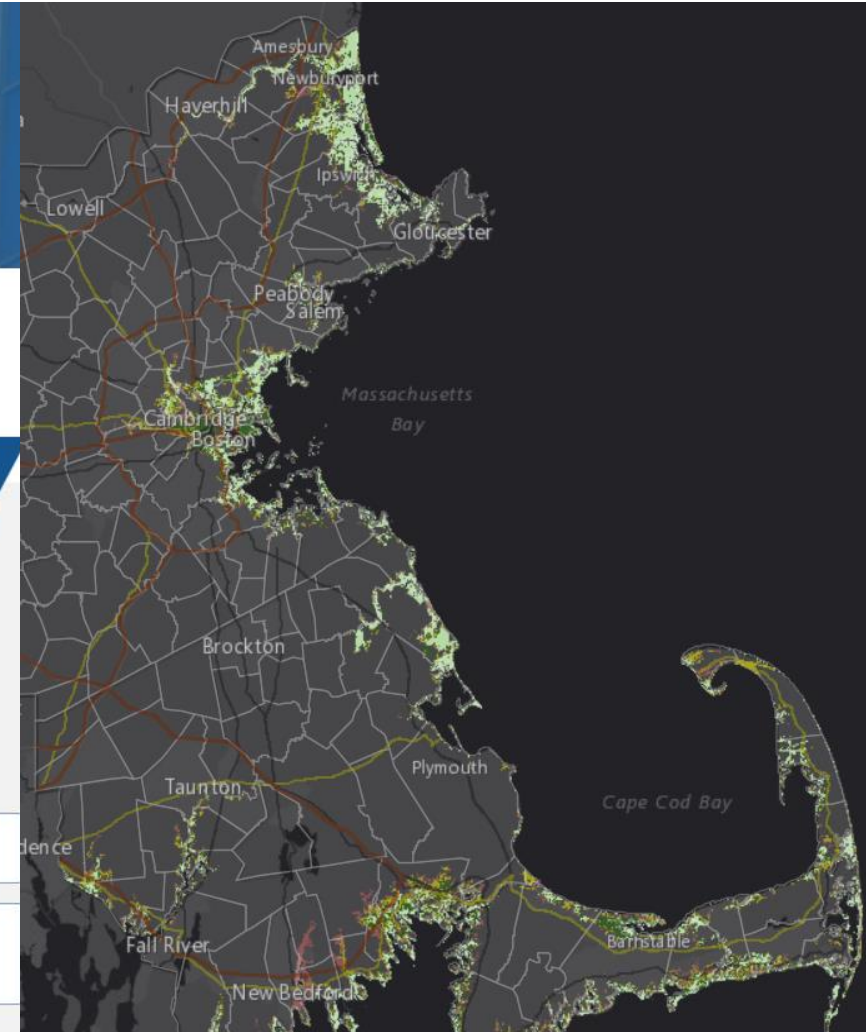 Amesbury
Newburyport
Haverhill
Ipswich
Lowell
Gloucester
Peabody
Salem
Massachusetts
Bay
Cambridge
Boston
Brockton
Plymouth
Cape Cod Bay
Taunton
dence
Fall River
Barnstable
New Bedford